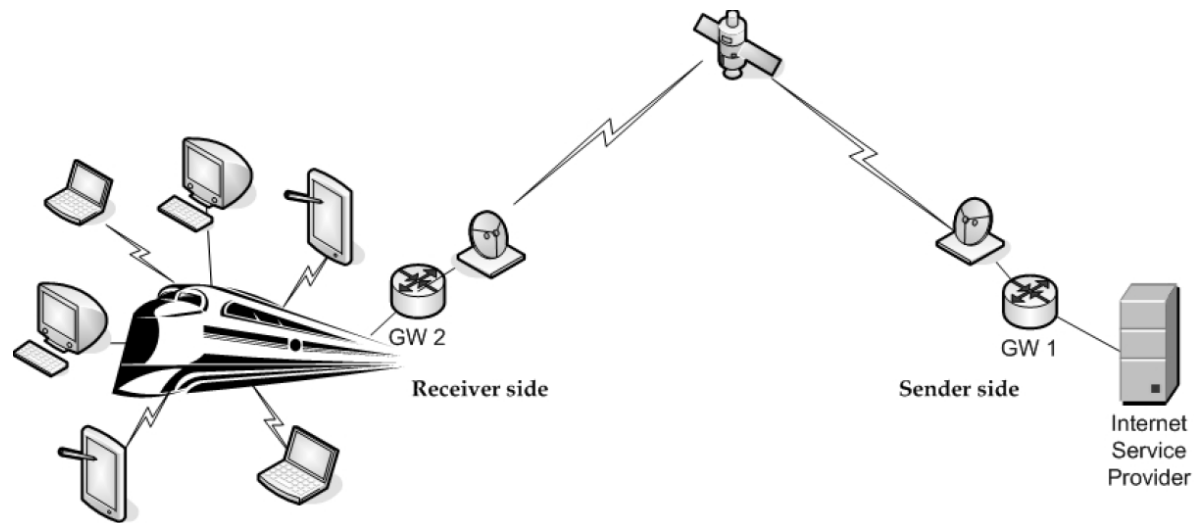 GW 2
Receiver side
GW 1
Sender side
Internet
Service
Provider